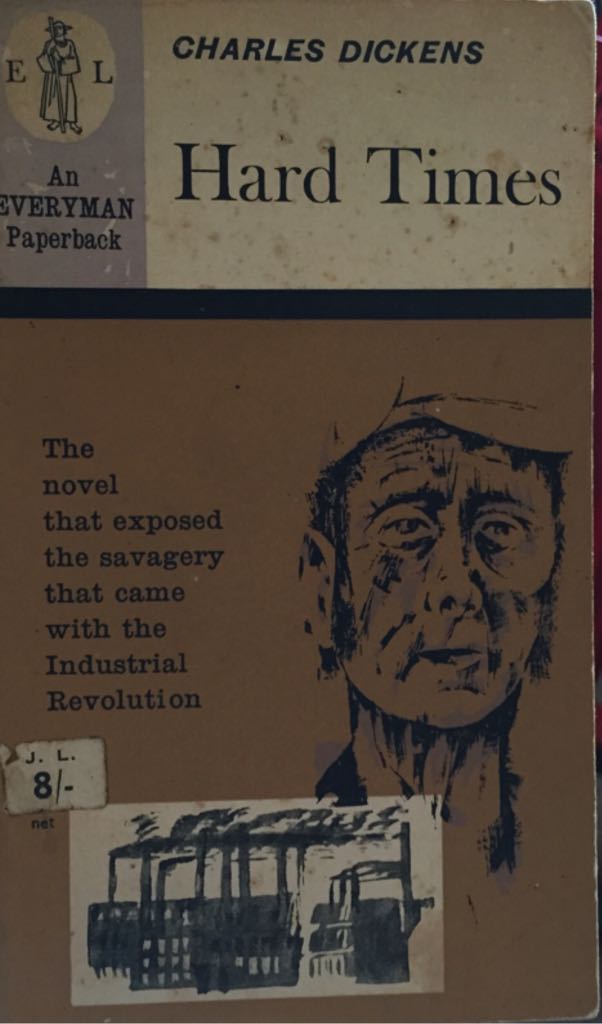 CHARLES DICKENS
E L
Hard Times
An
EVERYMAN
Paperback
The
novel
that exposed
the savagery
that came
with the
Industrial
Revolution
J. L.
8/-
net